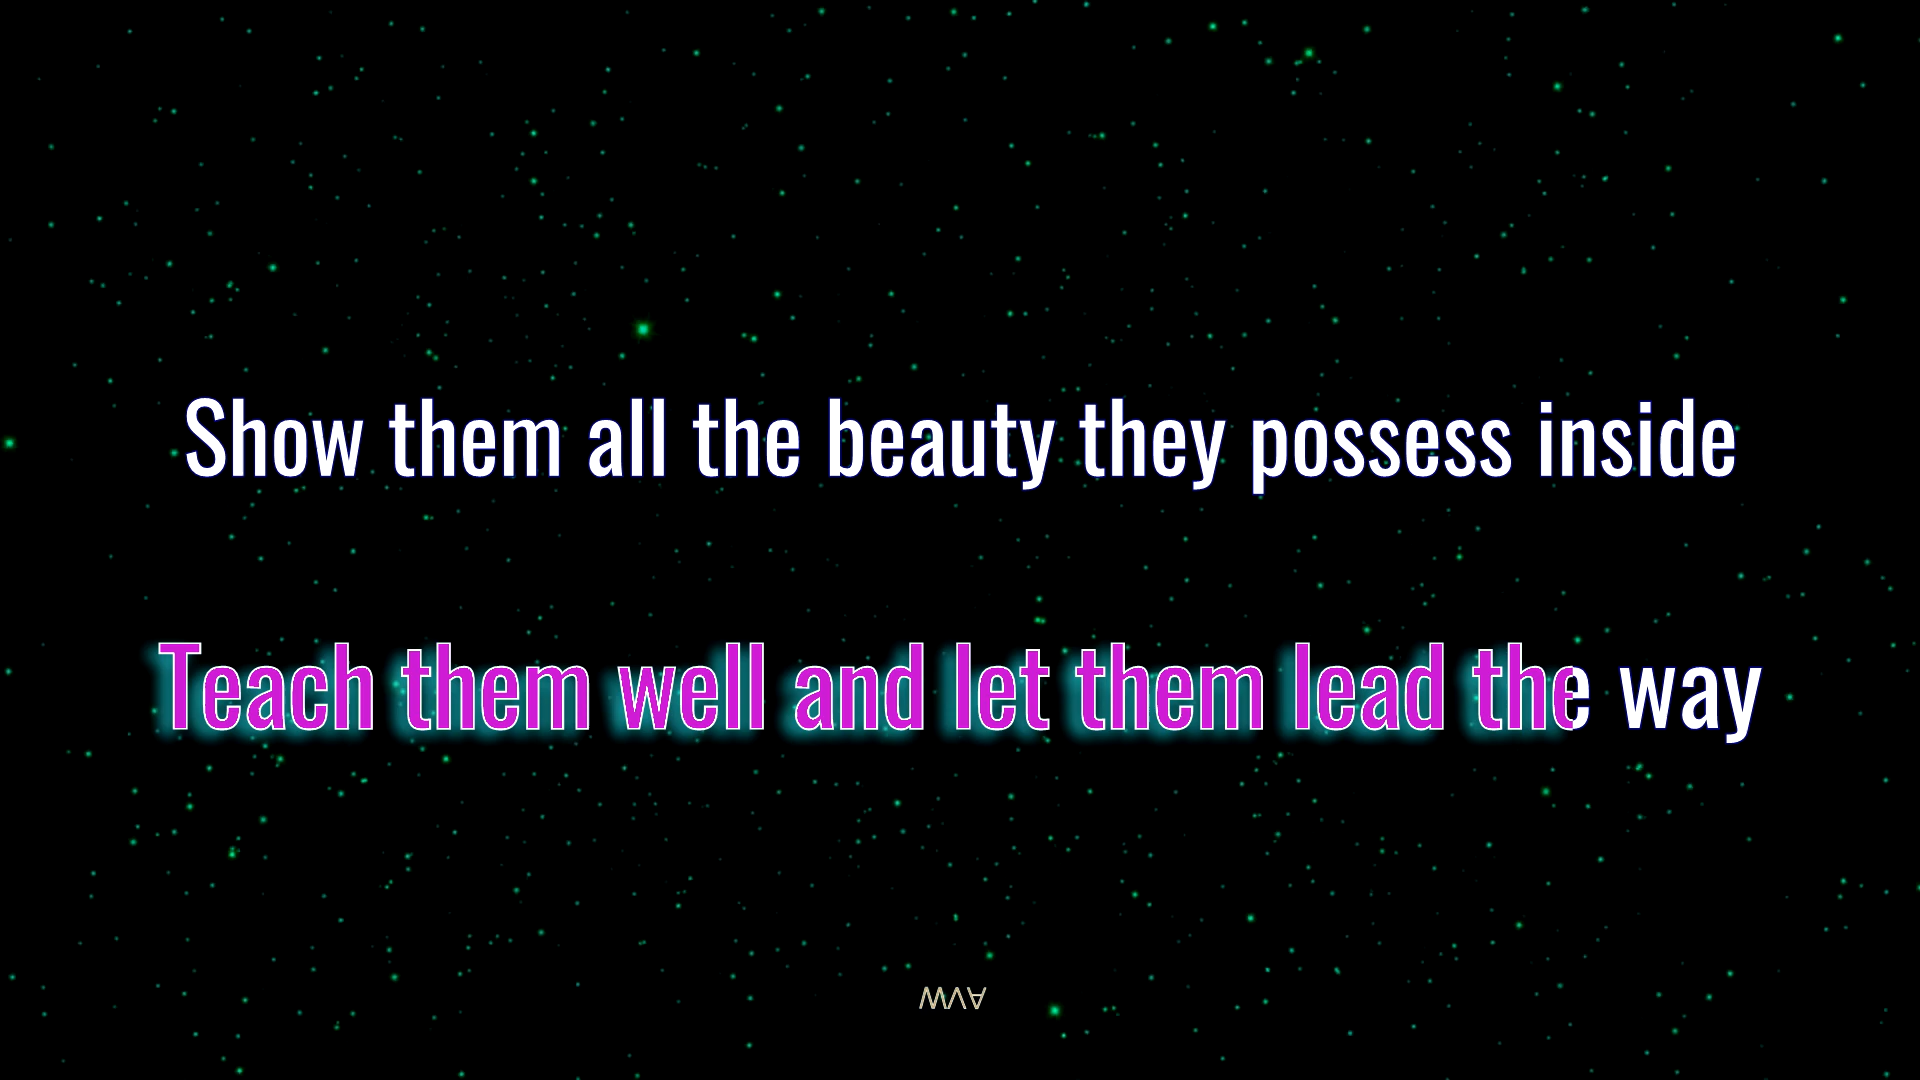 Show them all the beauty they possess inside
Teach them well and let them lead the way